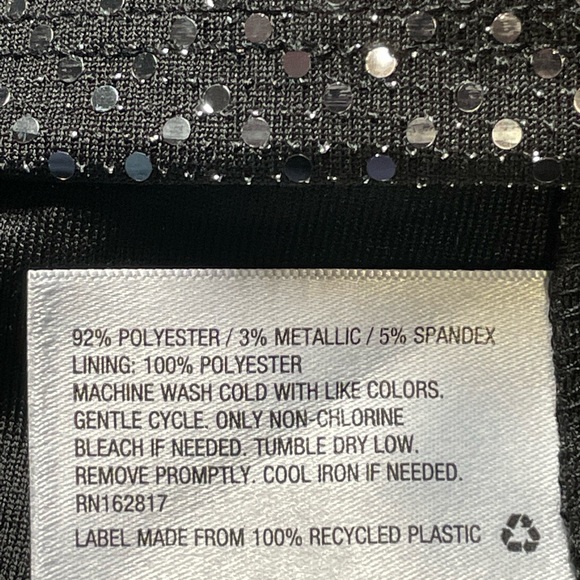 92% POLYESTER / 3% METALLIC / 5% SPANDEX
LINING: 100% POLYESTER
MACHINE WASH COLD WITH LIKE COLORS.
GENTLE CYCLE. ONLY NON-CHLORINE
BLEACH IF NEEDED. TUMBLE DRY LOW.
REMOVE PROMPTLY. COOL IRON IF NEEDED.
RN162817
LABEL MADE FROM 100% RECYCLED PLASTIC